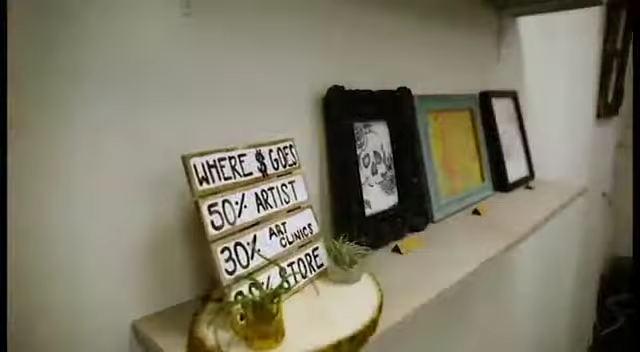 WHERE $ GOES
50% ARTIST
30% ART CLINICS
STORE